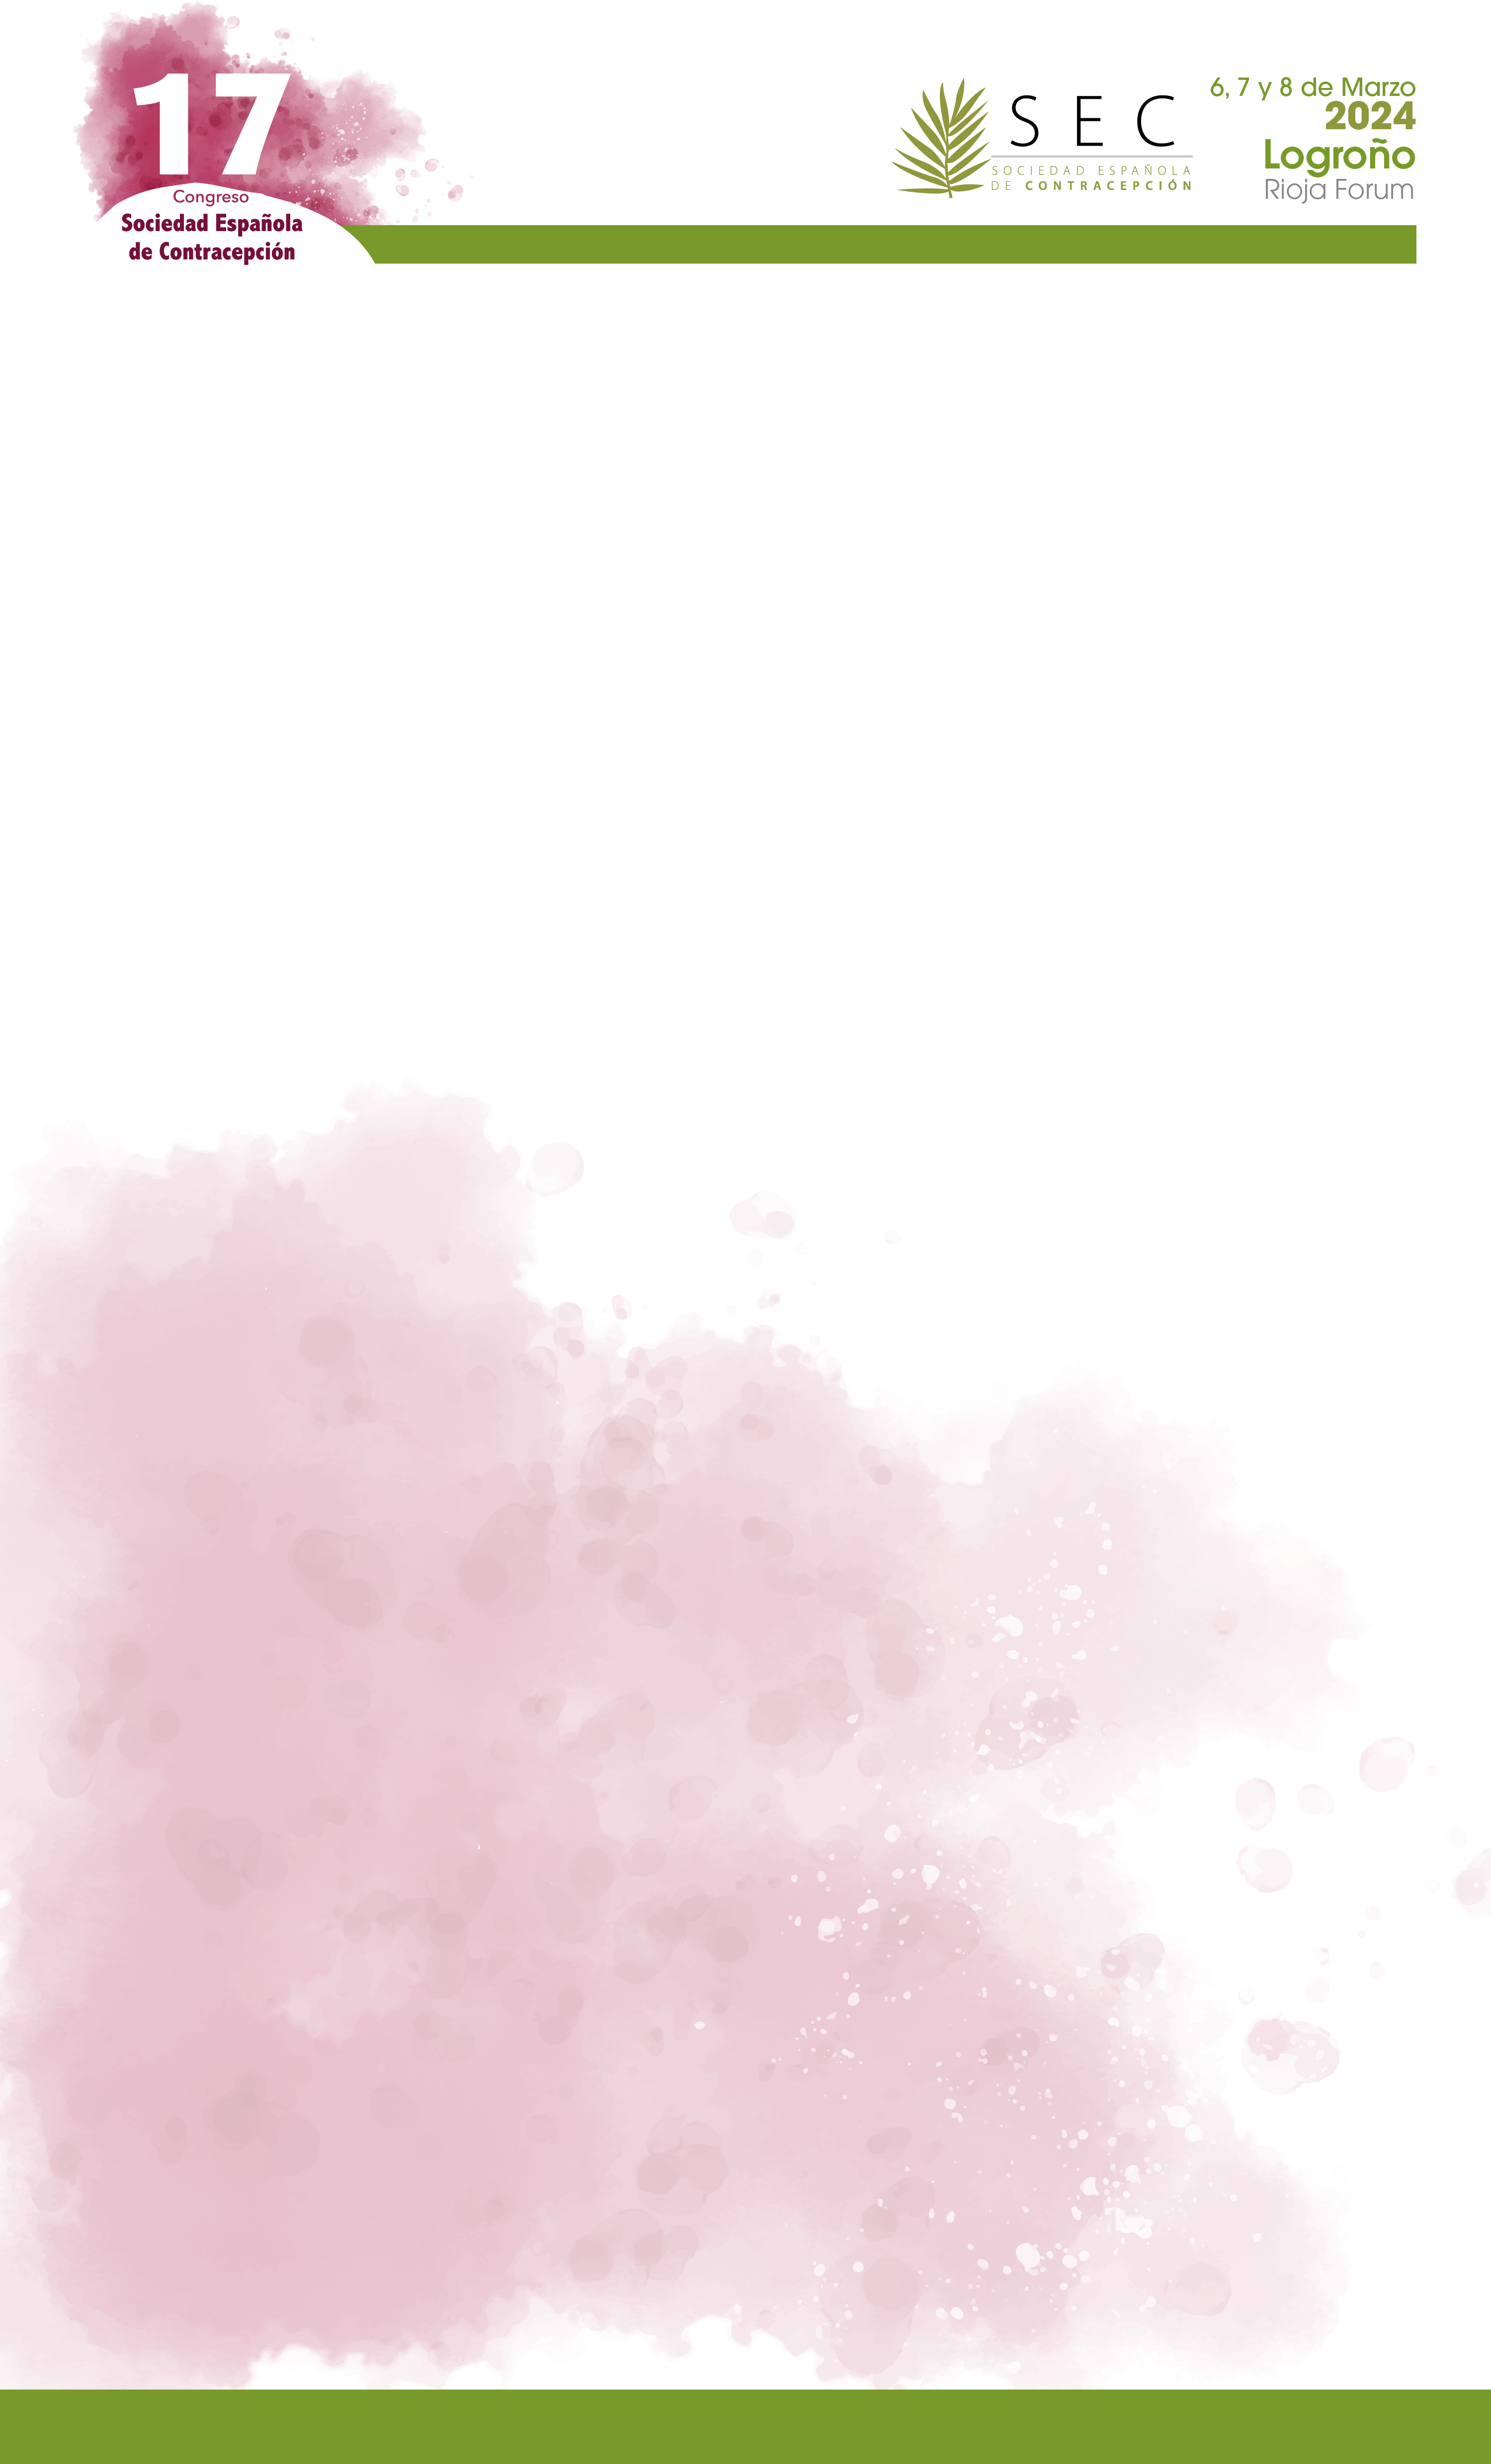 17
Congreso
Sociedad Española
de Contracepción
SEC
SOCIEDAD ESPAÑOLA
DE CONTRACEPCIÓN
6, 7 y 8 de Marzo
2024
Logroño
Rioja Forum